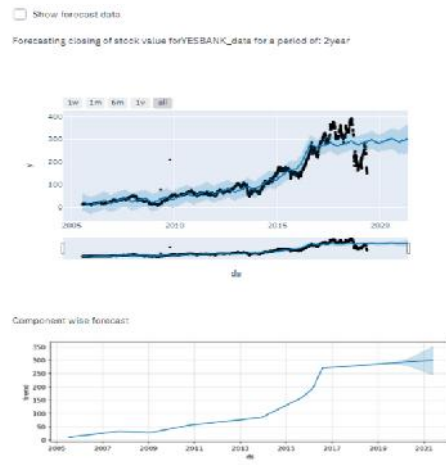 Show forecast data
Forecasting closing of stock value forYESBANK_data for a period of: 2year
1w 1m 6m 1y all
400
300
200
100
0
y
2005 2010 2015 2020
ds
Component wise forecast
350
300
250
200
150
100
50
0
trend
2005 2007 2009 2011 2013 2015 2017 2019 2021
ds